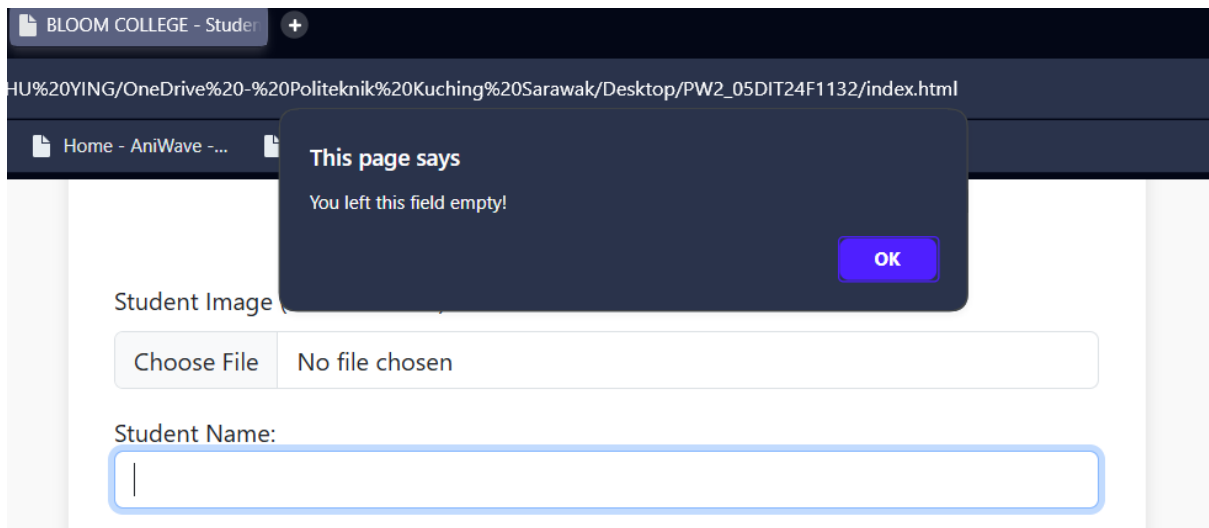 BLOOM COLLEGE - Studen
HU%20YING/OneDrive%20-%20Politeknik%20Kuching%20Sarawak/Desktop/PW2_05DIT24F1132/index.html
Home - AniWave -...
This page says
You left this field empty!
OK
Student Image
Choose File No file chosen
Student Name: